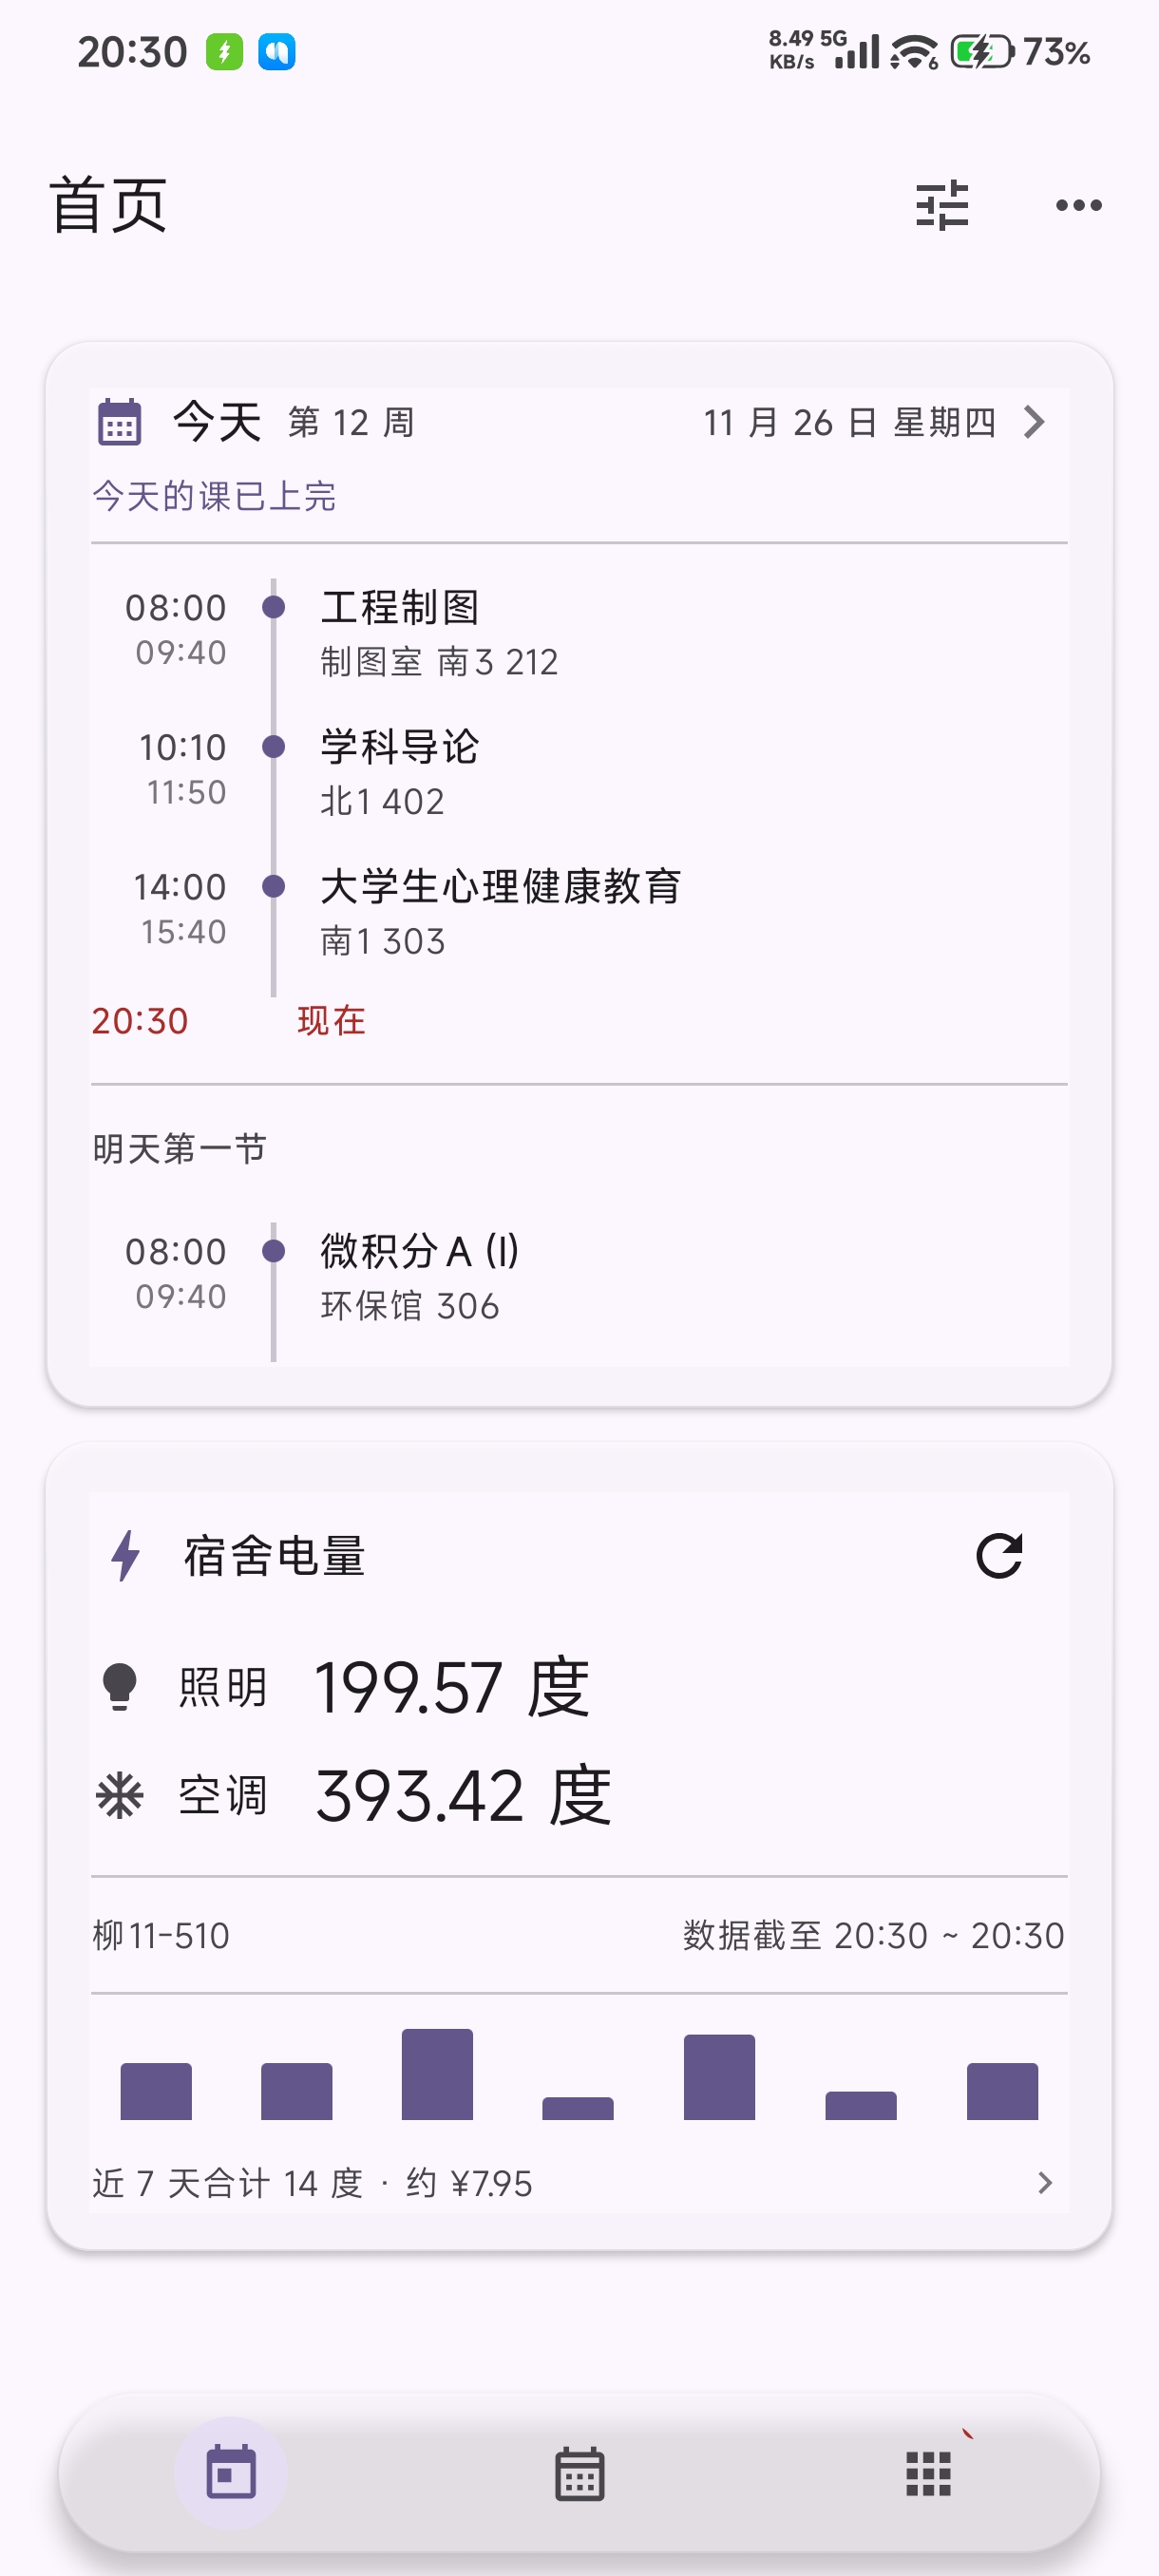 20:30
8.49 5G
KB/s
6
73%
首页
今天 第 12 周 11 月 26 日 星期四
今天的课已上完
08:00 工程制图
09:40 制图室 南3 212
10:10 学科导论
11:50 北1 402
14:00 大学生心理健康教育
15:40 南1 303
20:30 现在
明天第一节
08:00 微积分A (I)
09:40 环保馆 306
宿舍电量
照明 199.57 度
空调 393.42 度
柳11-510 数据截至 20:30 ~ 20:30
近 7 天合计 14 度 · 约 ¥7.95